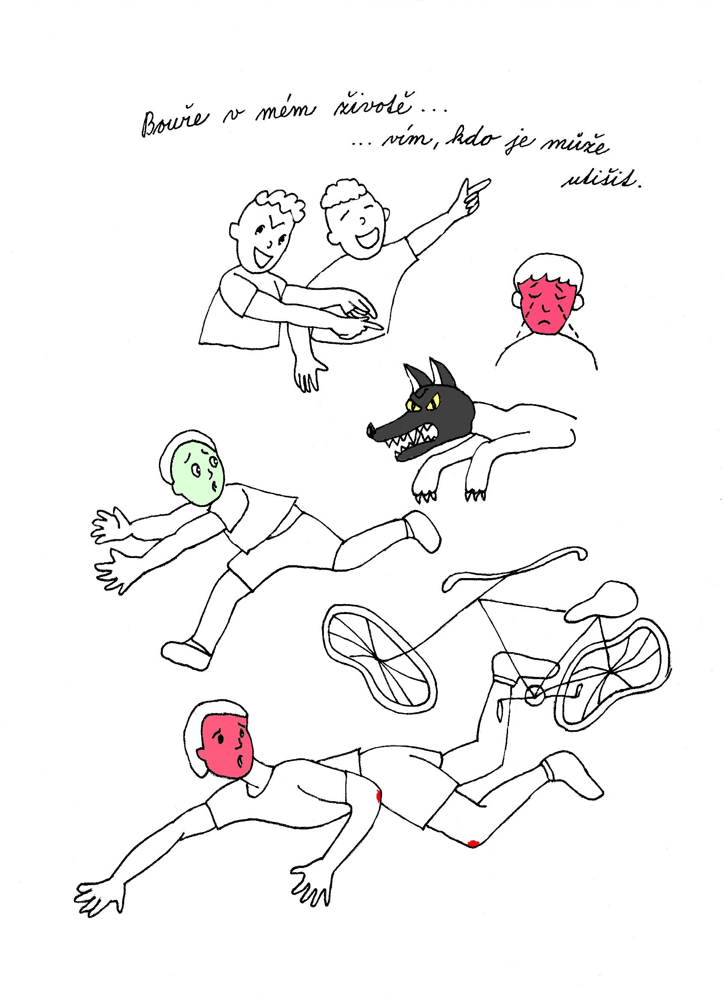 Bouře v mém životě...
...vím, kdo je může
utišit.